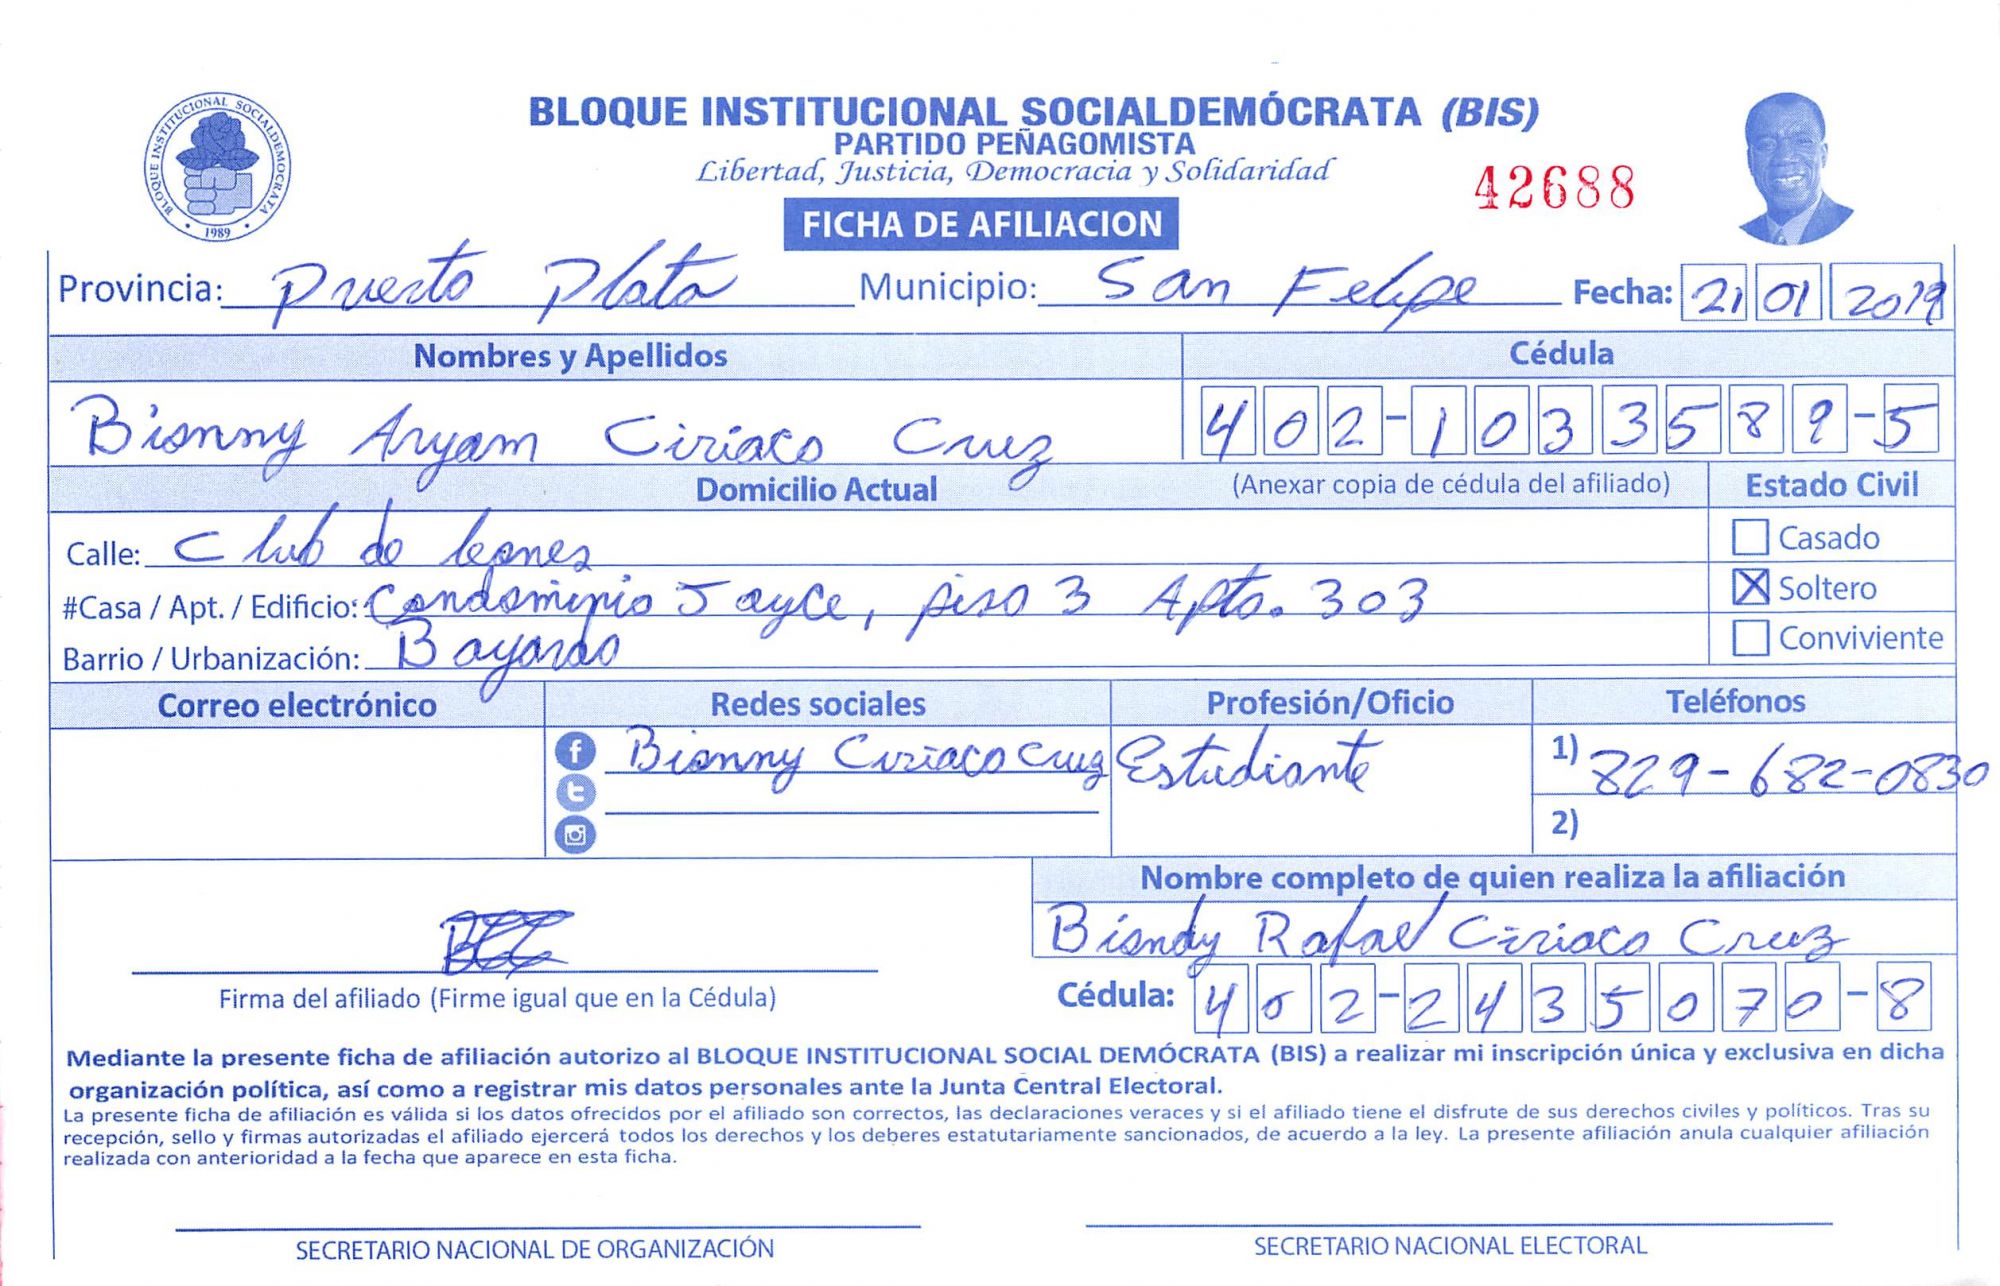 BLOQUE INSTITUCIONAL SOCIALDEMOCRATA
1989
BLOQUE INSTITUCIONAL SOCIALDEMÓCRATA (BIS)
PARTIDO PEÑAGOMISTA
Libertad, Justicia, Democracia y Solidaridad
42688
FICHA DE AFILIACION
Provincia: Puerto Plata Municipio: San Felipe Fecha: 21 01 2019
Nombres y Apellidos Cédula
Bianny Aryam Ciriaco Cruz 402-1033589-5
Domicilio Actual (Anexar copia de cédula del afiliado) Estado Civil
Calle: Club de leones Casado
#Casa / Apt. / Edificio: Condominio Jayce, piso 3 Apto. 303 X Soltero
Barrio / Urbanización: Bayardo Conviviente
Correo electrónico Redes sociales Profesión/Oficio Teléfonos
Bianny Ciriaco Cruz Estudiante 1) 829-682-0830
2)
Nombre completo de quien realiza la afiliación
Biandy Rafael Ciriaco Cruz
Firma del afiliado (Firme igual que en la Cédula) Cédula: 402-2435070-8
Mediante la presente ficha de afiliación autorizo al BLOQUE INSTITUCIONAL SOCIAL DEMÓCRATA (BIS) a realizar mi inscripción única y exclusiva en dicha
organización política, así como a registrar mis datos personales ante la Junta Central Electoral.
La presente ficha de afiliación es válida si los datos ofrecidos por el afiliado son correctos, las declaraciones veraces y si el afiliado tiene el disfrute de sus derechos civiles y políticos. Tras su
recepción, sello y firmas autorizadas el afiliado ejercerá todos los derechos y los deberes estatutariamente sancionados, de acuerdo a la ley. La presente afiliación anula cualquier afiliación
realizada con anterioridad a la fecha que aparece en esta ficha.
SECRETARIO NACIONAL DE ORGANIZACIÓN SECRETARIO NACIONAL ELECTORAL